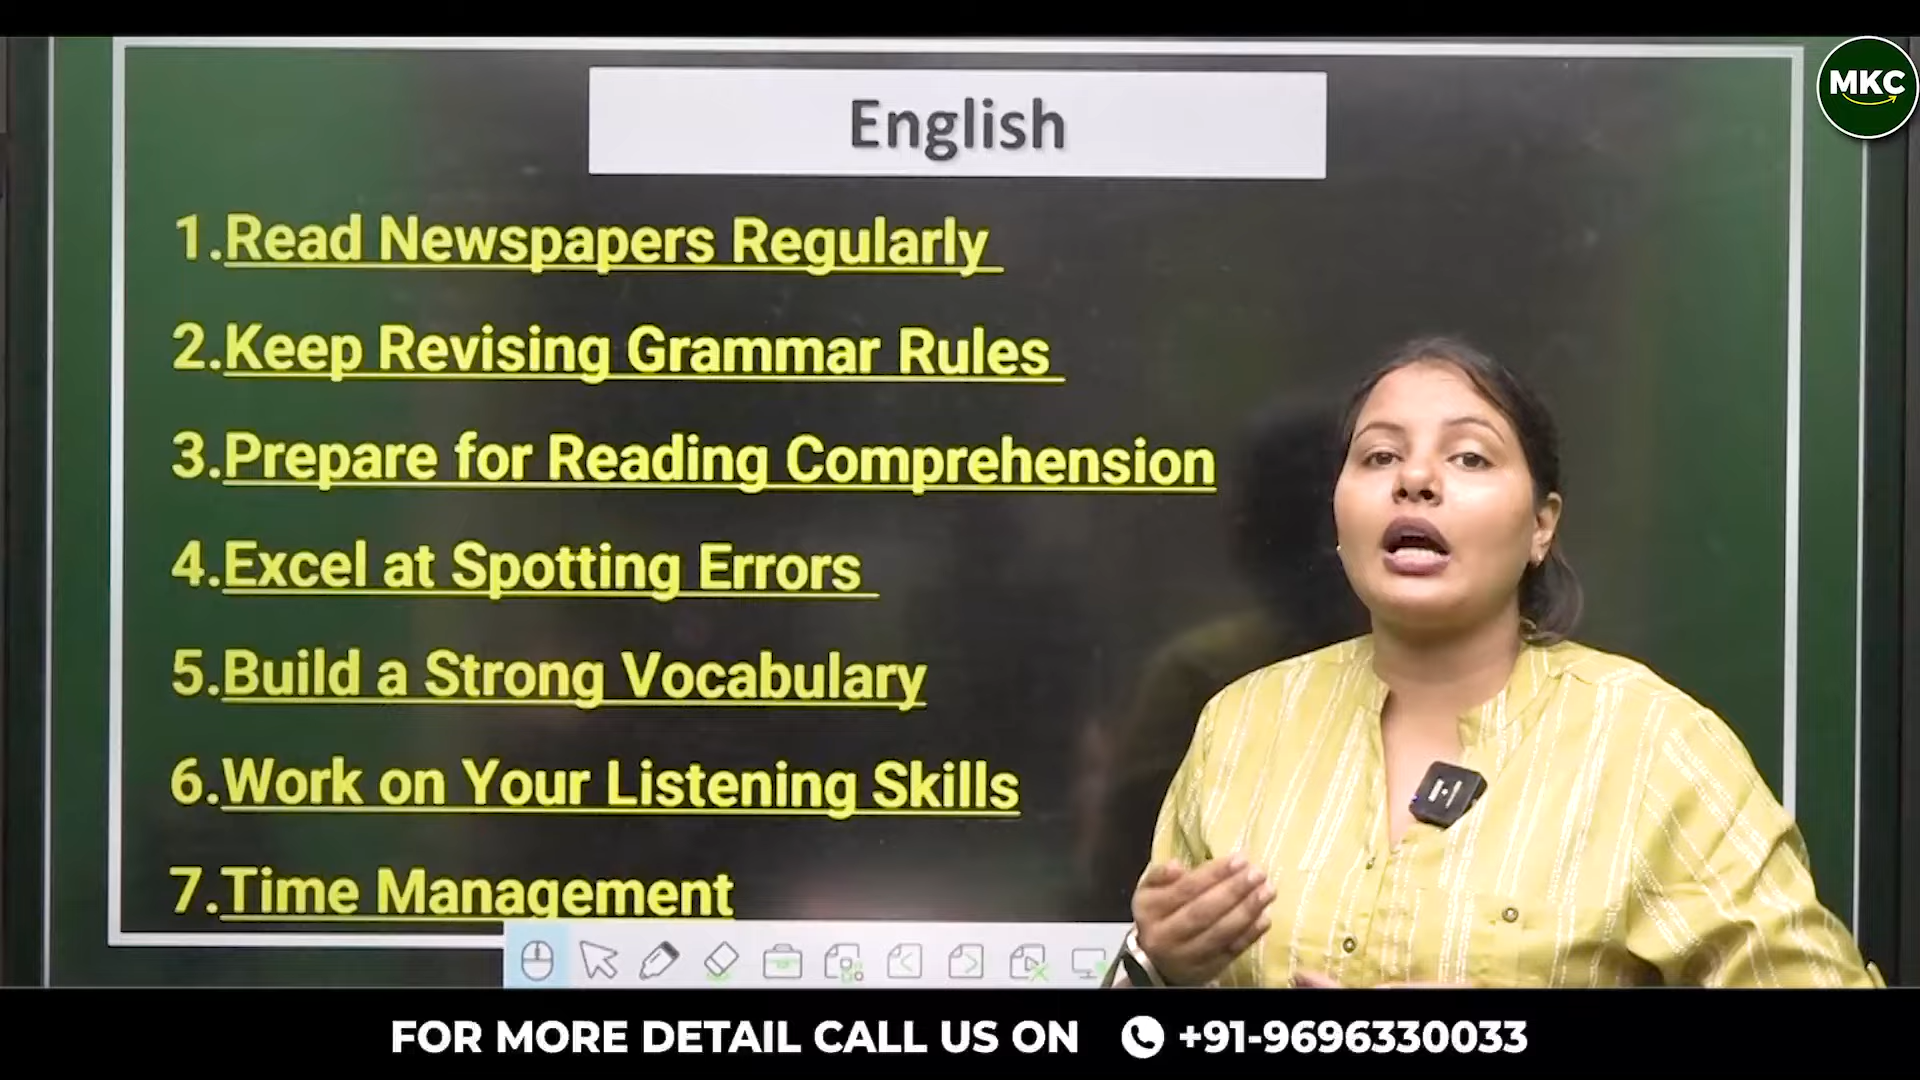 MKC
English
1.Read Newspapers Regularly
2.Keep Revising Grammar Rules
3.Prepare for Reading Comprehension
4.Excel at Spotting Errors
5.Build a Strong Vocabulary
6.Work on Your Listening Skills
7.Time Management
FOR MORE DETAIL CALL US ON +91-9696330033